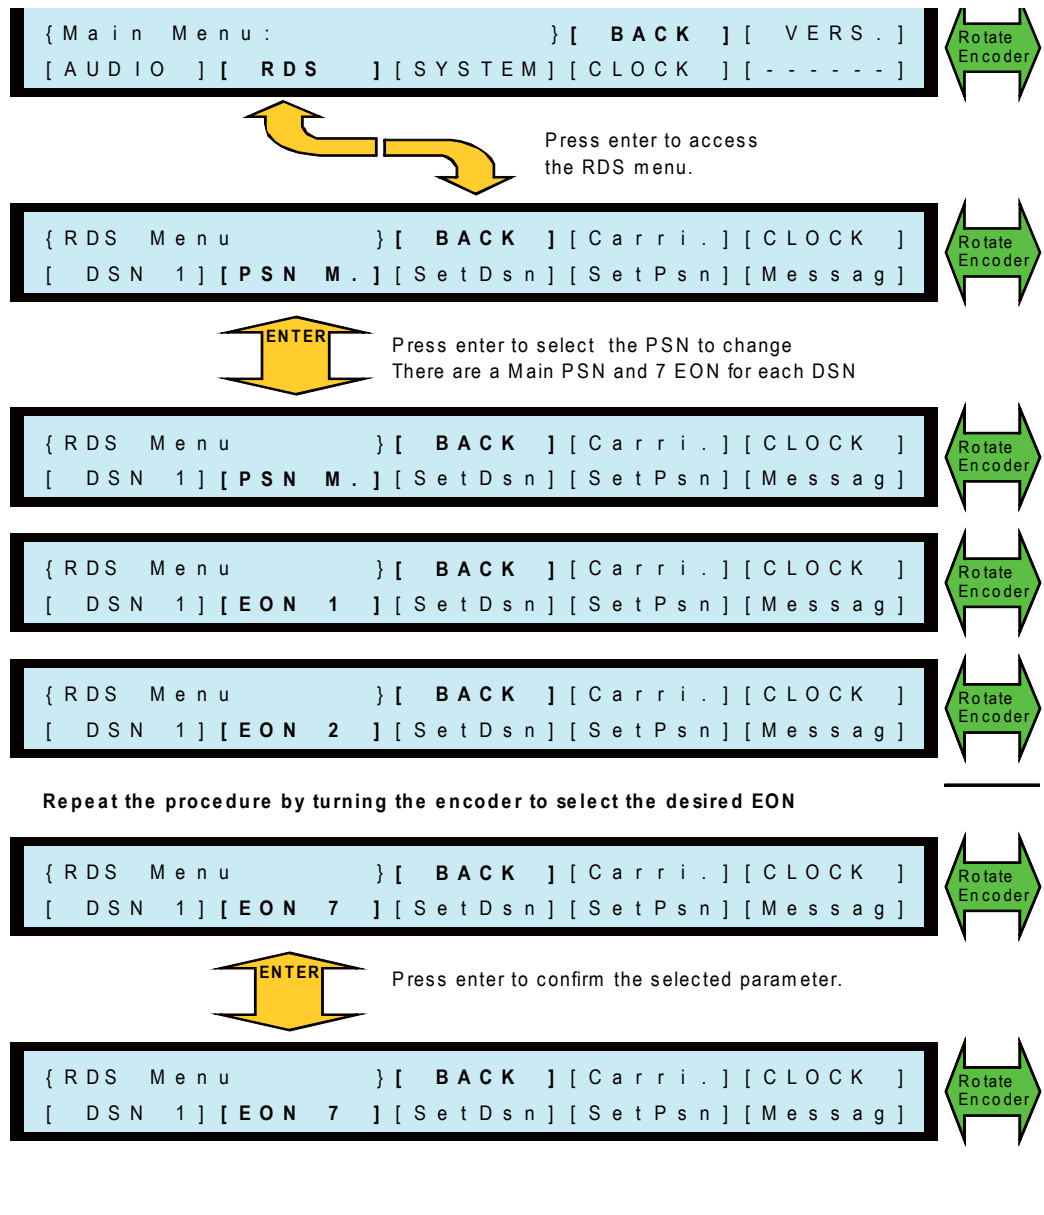 {Main Menu: }[ BACK ][ VERS.]
[AUDIO ][ RDS ][SYSTEM][CLOCK ][------]
Rotate
Encoder
Press enter to access
the RDS menu.
{RDS Menu }[ BACK ][Carri.][CLOCK ]
[ DSN 1][PSN M.][SetDsn][SetPsn][Messag]
Rotate
Encoder
ENTER
Press enter to select the PSN to change
There are a Main PSN and 7 EON for each DSN
{RDS Menu }[ BACK ][Carri.][CLOCK ]
[ DSN 1][PSN M.][SetDsn][SetPsn][Messag]
Rotate
Encoder
{RDS Menu }[ BACK ][Carri.][CLOCK ]
[ DSN 1][EON 1 ][SetDsn][SetPsn][Messag]
Rotate
Encoder
{RDS Menu }[ BACK ][Carri.][CLOCK ]
[ DSN 1][EON 2 ][SetDsn][SetPsn][Messag]
Rotate
Encoder
Repeat the procedure by turning the encoder to select the desired EON
{RDS Menu }[ BACK ][Carri.][CLOCK ]
[ DSN 1][EON 7 ][SetDsn][SetPsn][Messag]
Rotate
Encoder
ENTER
Press enter to confirm the selected parameter.
{RDS Menu }[ BACK ][Carri.][CLOCK ]
[ DSN 1][EON 7 ][SetDsn][SetPsn][Messag]
Rotate
Encoder